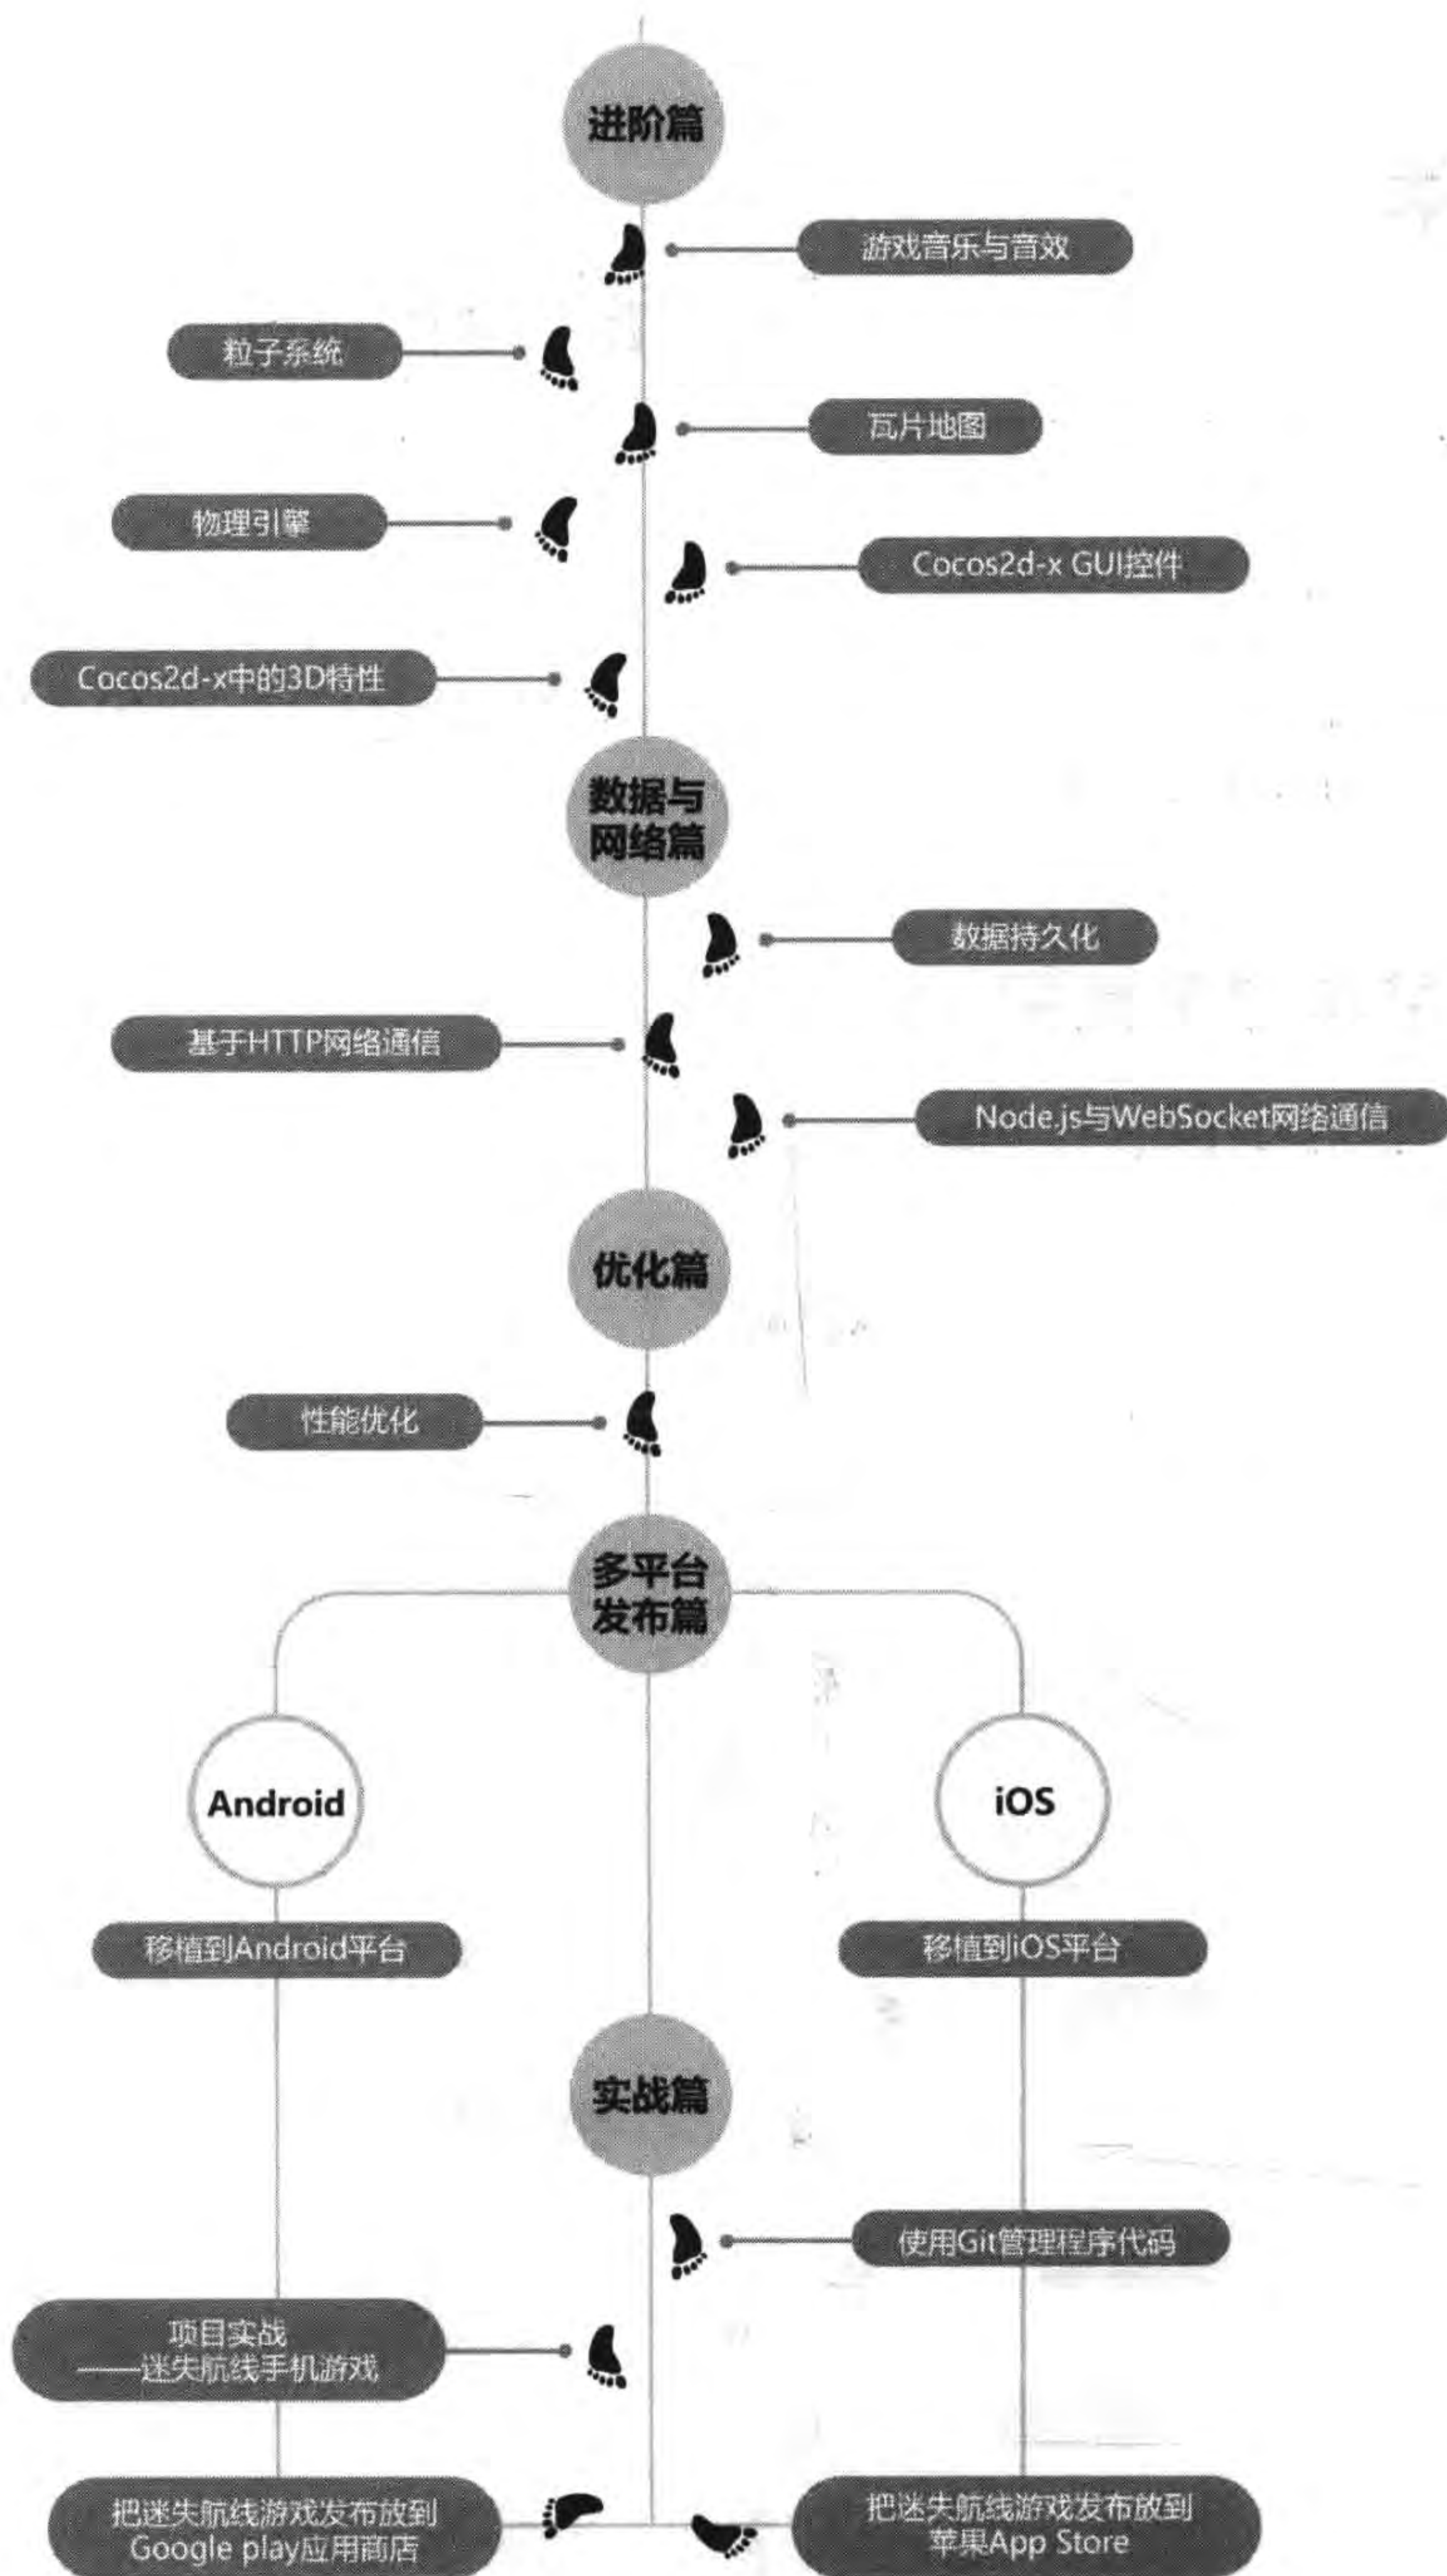 进阶篇
游戏音乐与音效
粒子系统
瓦片地图
物理引擎
Cocos2d-x GUI控件
Cocos2d-x中的3D特性
数据与
网络篇
数据持久化
基于HTTP网络通信
Node.js与WebSocket网络通信
优化篇
性能优化
多平台
发布篇
Android
iOS
移植到Android平台
移植到iOS平台
实战篇
使用Git管理程序代码
项目实战
——迷失航线手机游戏
把迷失航线游戏发布放到
Google play应用商店
把迷失航线游戏发布放到
苹果App Store